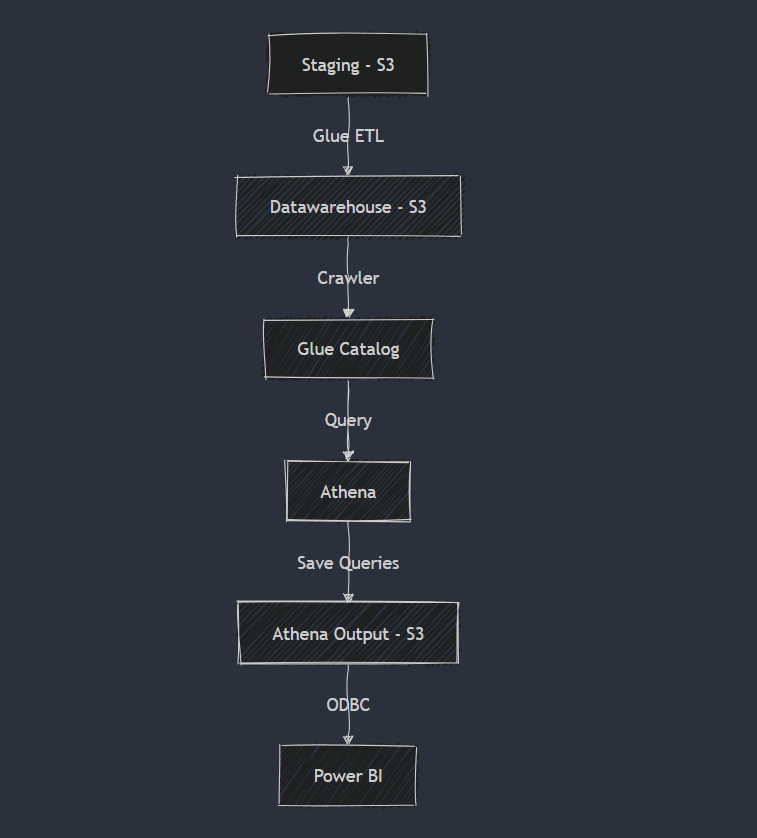 Staging - S3
Glue ETL
Datawarehouse - S3
Crawler
Glue Catalog
Query
Athena
Save Queries
Athena Output - S3
ODBC
Power BI